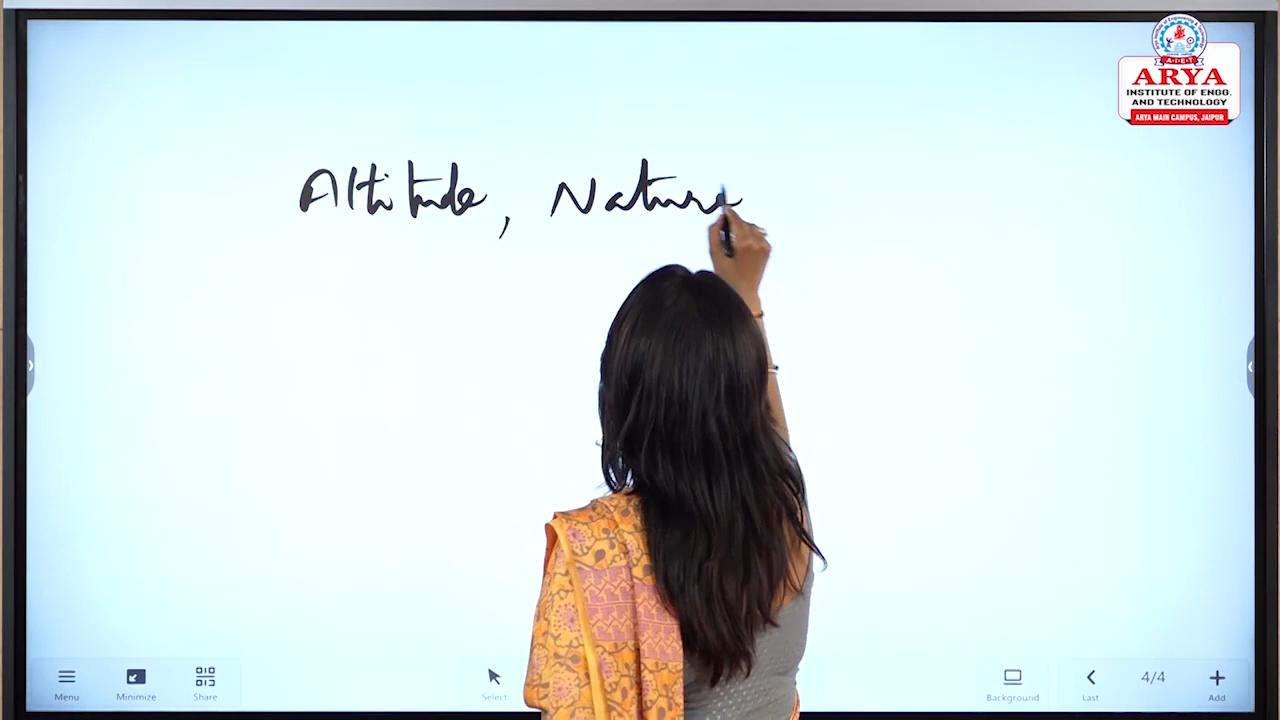 Altitude, Nature
ARYA
INSTITUTE OF ENGG.
AND TECHNOLOGY
ARYA MAIN CAMPUS, JAIPUR
A.I.E.T.
Menu
Minimize
Share
Select
Background
Last
4/4
Add